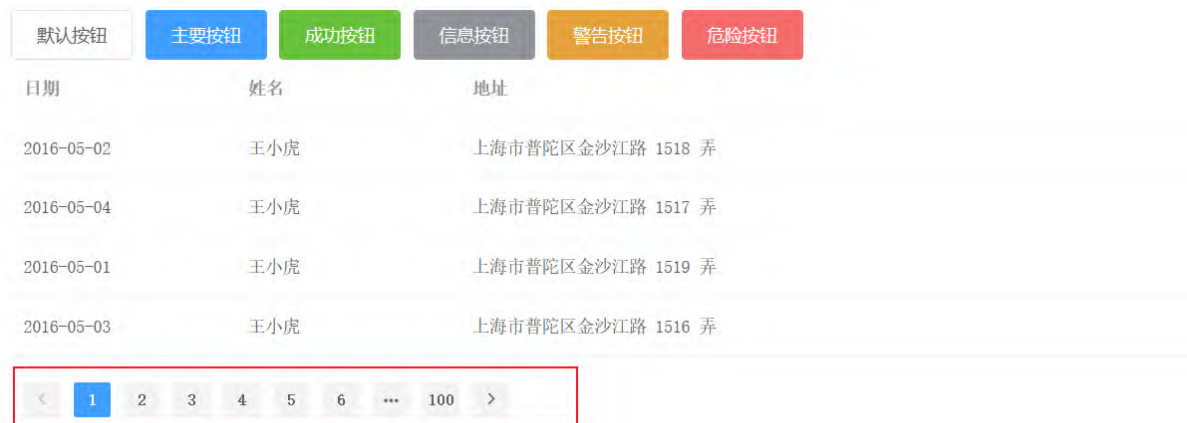 默认按钮 主要按钮 成功按钮 信息按钮 警告按钮 危险按钮
日期 姓名 地址
2016-05-02 王小虎 上海市普陀区金沙江路 1518 弄
2016-05-04 王小虎 上海市普陀区金沙江路 1517 弄
2016-05-01 王小虎 上海市普陀区金沙江路 1519 弄
2016-05-03 王小虎 上海市普陀区金沙江路 1516 弄
< 1 2 3 4 5 6 ••• 100 >